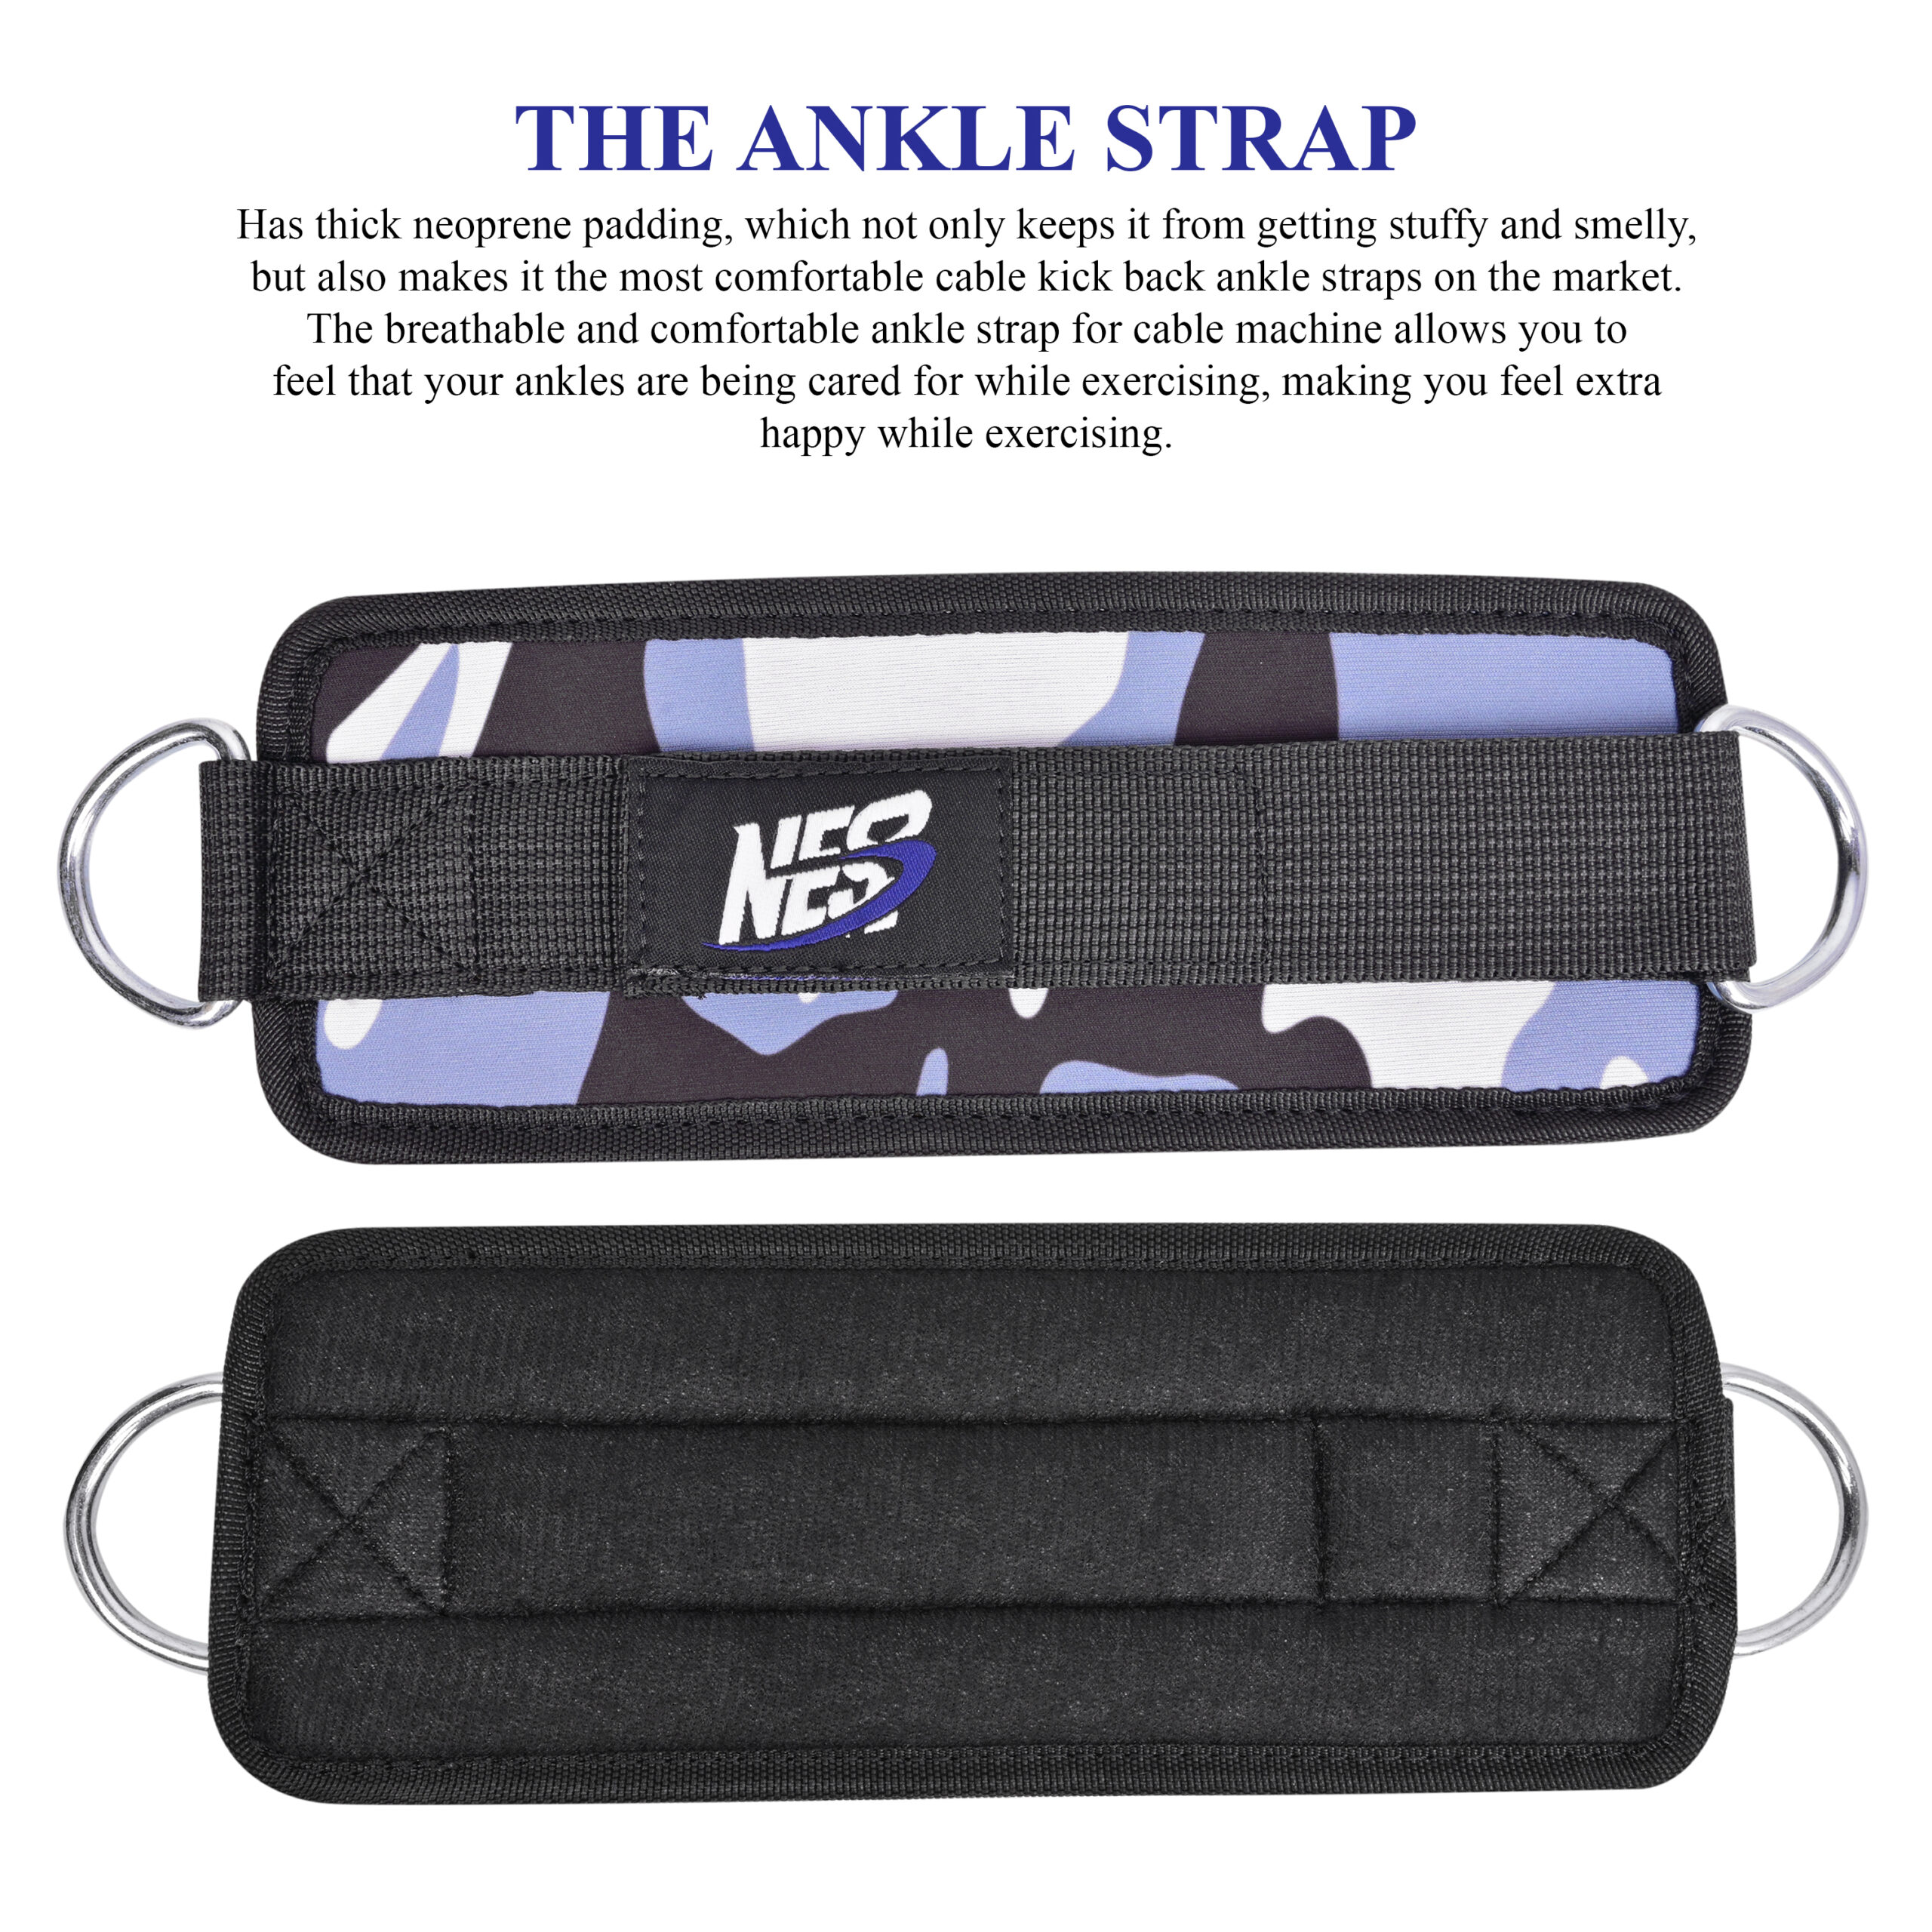 THE ANKLE STRAP
Has thick neoprene padding, which not only keeps it from getting stuffy and smelly,
but also makes it the most comfortable cable kick back ankle straps on the market.
The breathable and comfortable ankle strap for cable machine allows you to
feel that your ankles are being cared for while exercising, making you feel extra
happy while exercising.